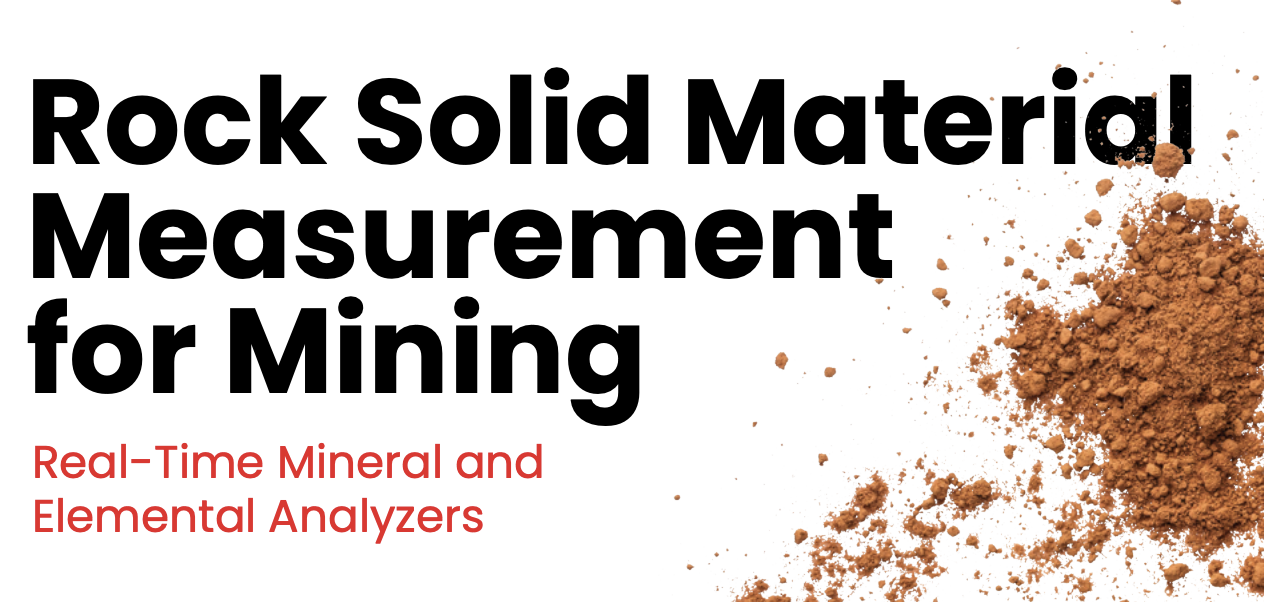 Rock Solid Material
Measurement
for Mining
Real-Time Mineral and
Elemental Analyzers